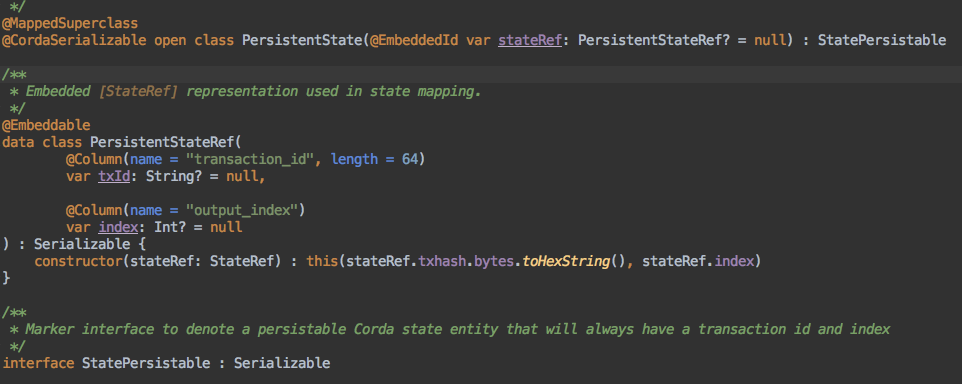 */
@MappedSuperclass
@CordaSerializable open class PersistentState(@EmbeddedId var stateRef: PersistentStateRef? = null) : StatePersistable
/**
 * Embedded [StateRef] representation used in state mapping.
 */
@Embeddable
data class PersistentStateRef(
        @Column(name = "transaction_id", length = 64)
        var txId: String? = null,
        @Column(name = "output_index")
        var index: Int? = null
) : Serializable {
    constructor(stateRef: StateRef) : this(stateRef.txhash.bytes.toHexString(), stateRef.index)
}
/**
 * Marker interface to denote a persistable Corda state entity that will always have a transaction id and index
 */
interface StatePersistable : Serializable